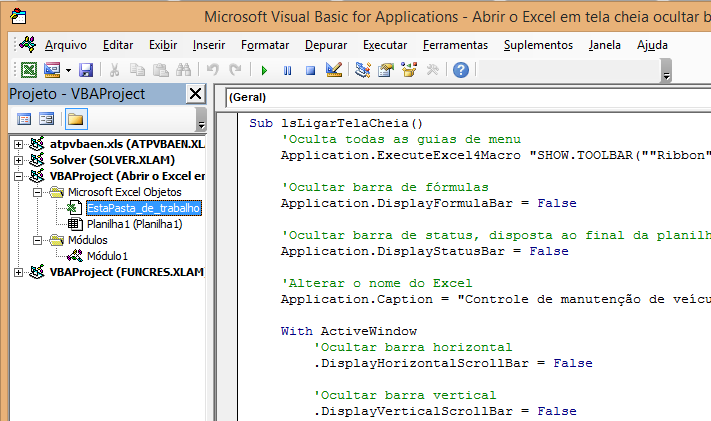 Microsoft Visual Basic for Applications - Abrir o Excel em tela cheia ocultar b
Arquivo Editar Exibir Inserir Formatar Depurar Executar Ferramentas Suplementos Janela Ajuda
Projeto - VBAProject
(Geral)
atpvbaen.xls (ATPVBAEN.XL
Solver (SOLVER.XLAM)
VBAProject (Abrir o Excel en
Microsoft Excel Objetos
EstaPasta_de_trabalho
Planilha1 (Planilha1)
Módulos
Módulo1
VBAProject (FUNCRES.XLAM
Sub lsLigarTelaCheia()
'Oculta todas as guias de menu
Application.ExecuteExcel4Macro "SHOW.TOOLBAR(""Ribbon"
'Ocultar barra de fórmulas
Application.DisplayFormulaBar = False
'Ocultar barra de status, disposta ao final da planilh
Application.DisplayStatusBar = False
'Alterar o nome do Excel
Application.Caption = "Controle de manutenção de veícu
With ActiveWindow
'Ocultar barra horizontal
.DisplayHorizontalScrollBar = False
'Ocultar barra vertical
.DisplayVerticalScrollBar = False